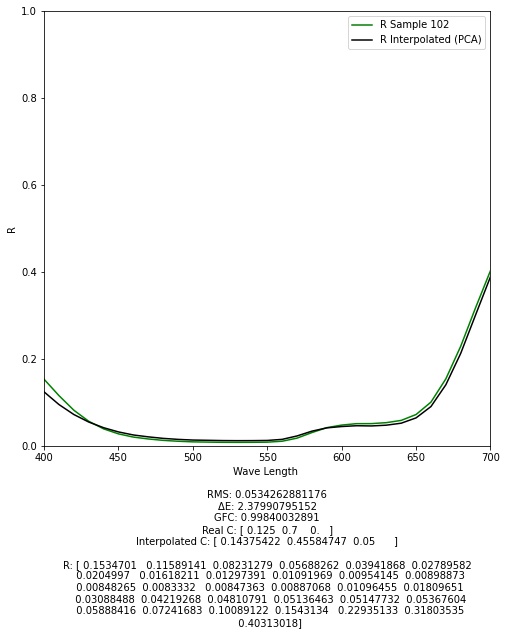 1.0
R Sample 102
R Interpolated (PCA)
0.8
0.6
R
0.4
0.2
0.0
400 450 500 550 600 650 700
Wave Length
RMS: 0.0534262881176
ΔE: 2.37990795152
GFC: 0.99840032891
Real C: [ 0.125  0.7    0.   ]
Interpolated C: [ 0.14375422  0.45584747  0.05      ]
R: [ 0.1534701   0.11589141  0.08231279  0.05688262  0.03941868  0.02789582
0.0204997   0.01618211  0.01297391  0.01091969  0.00954145  0.00898873
0.00848265  0.0083332   0.00847363  0.00887068  0.01096455  0.01809651
0.03088488  0.04219268  0.04810791  0.05136463  0.05147732  0.05367604
0.05888416  0.07241683  0.10089122  0.1543134   0.22935133  0.31803535
0.40313018]